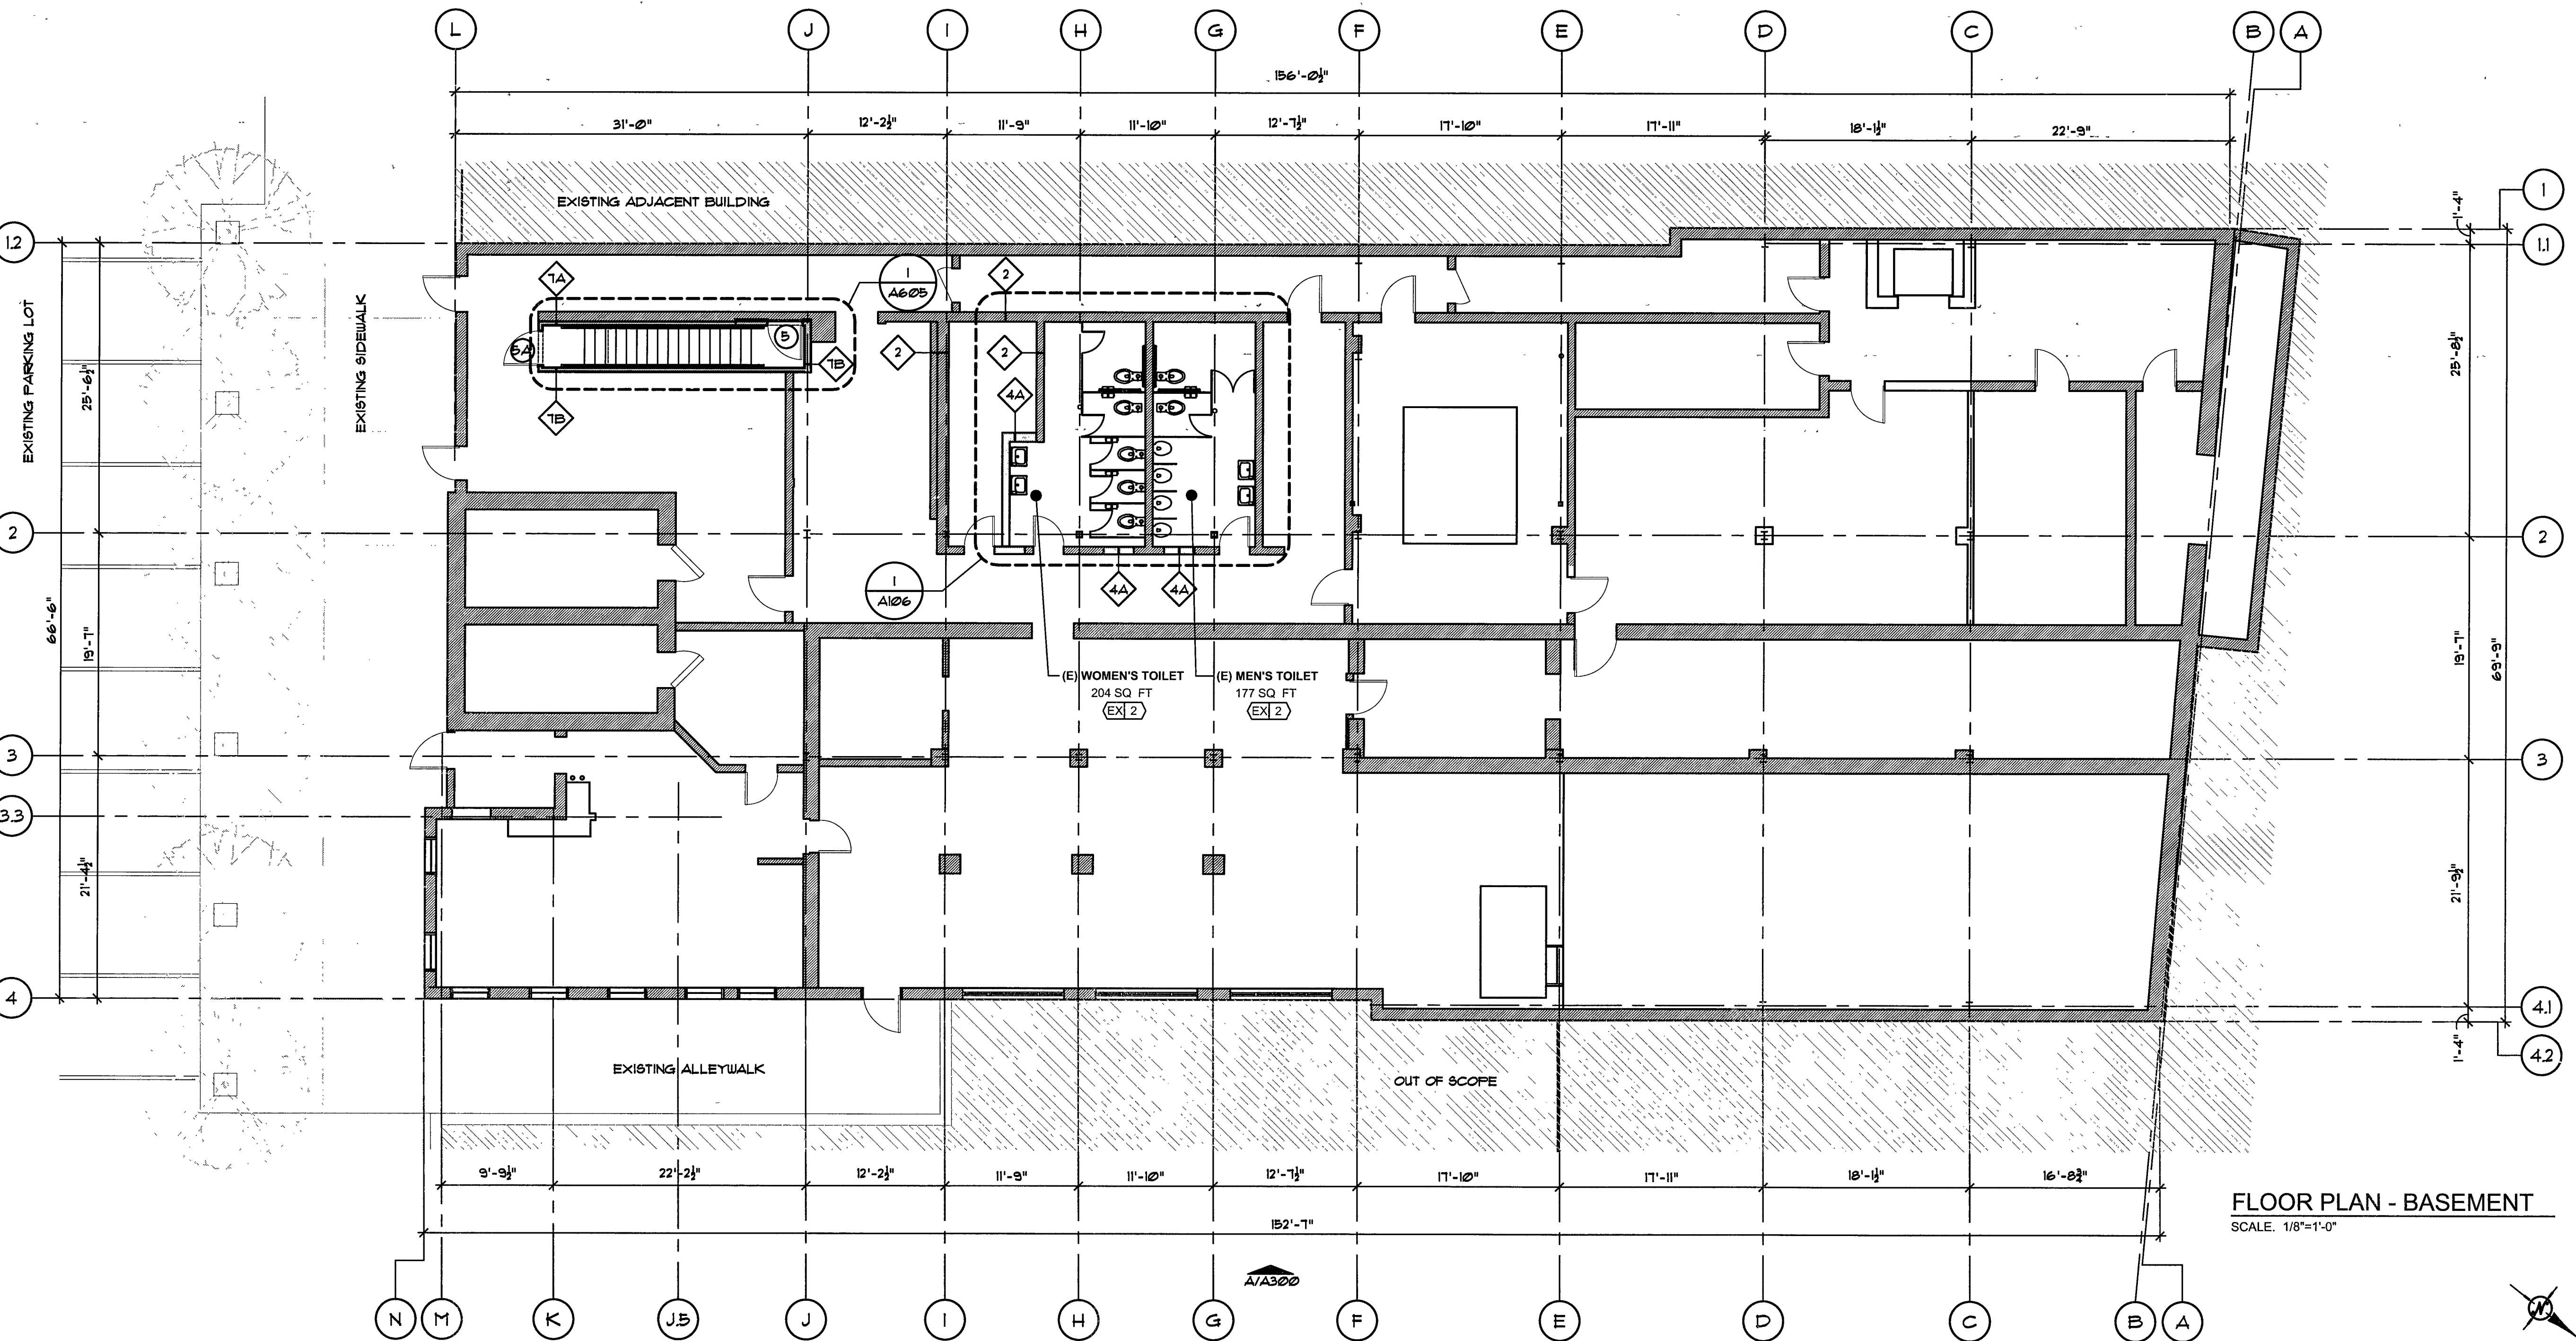 L J I H G F E D C B A
156'-0½"
31'-0" 12'-2½" 11'-9" 11'-10" 12'-7½" 17'-10" 17'-11" 18'-1½" 22'-9"
EXISTING ADJACENT BUILDING
1
1'-4"
1.2
1.1
EXISTING PARKING LOT
EXISTING SIDEWALK
7A
1
A605
2
25'-6½"
25'-8½"
5A
5
7B
2
2
4A
7B
2
2
1
A106
4A
4A
66'-6"
19'-7"
19'-7"
69'-9"
(E) WOMEN'S TOILET
204 SQ FT
EX 2
(E) MEN'S TOILET
177 SQ FT
EX 2
3
3
3.3
21'-4½"
21'-9½"
4
4.1
1'-4"
4.2
EXISTING ALLEYWALK
OUT OF SCOPE
9'-9½" 22'-2½" 12'-2½" 11'-9" 11'-10" 12'-7½" 17'-10" 17'-11" 18'-1½" 16'-8¾"
152'-7"
FLOOR PLAN - BASEMENT
SCALE. 1/8"=1'-0"
A/A300
N M K J.5 J I H G F E D C B A
N